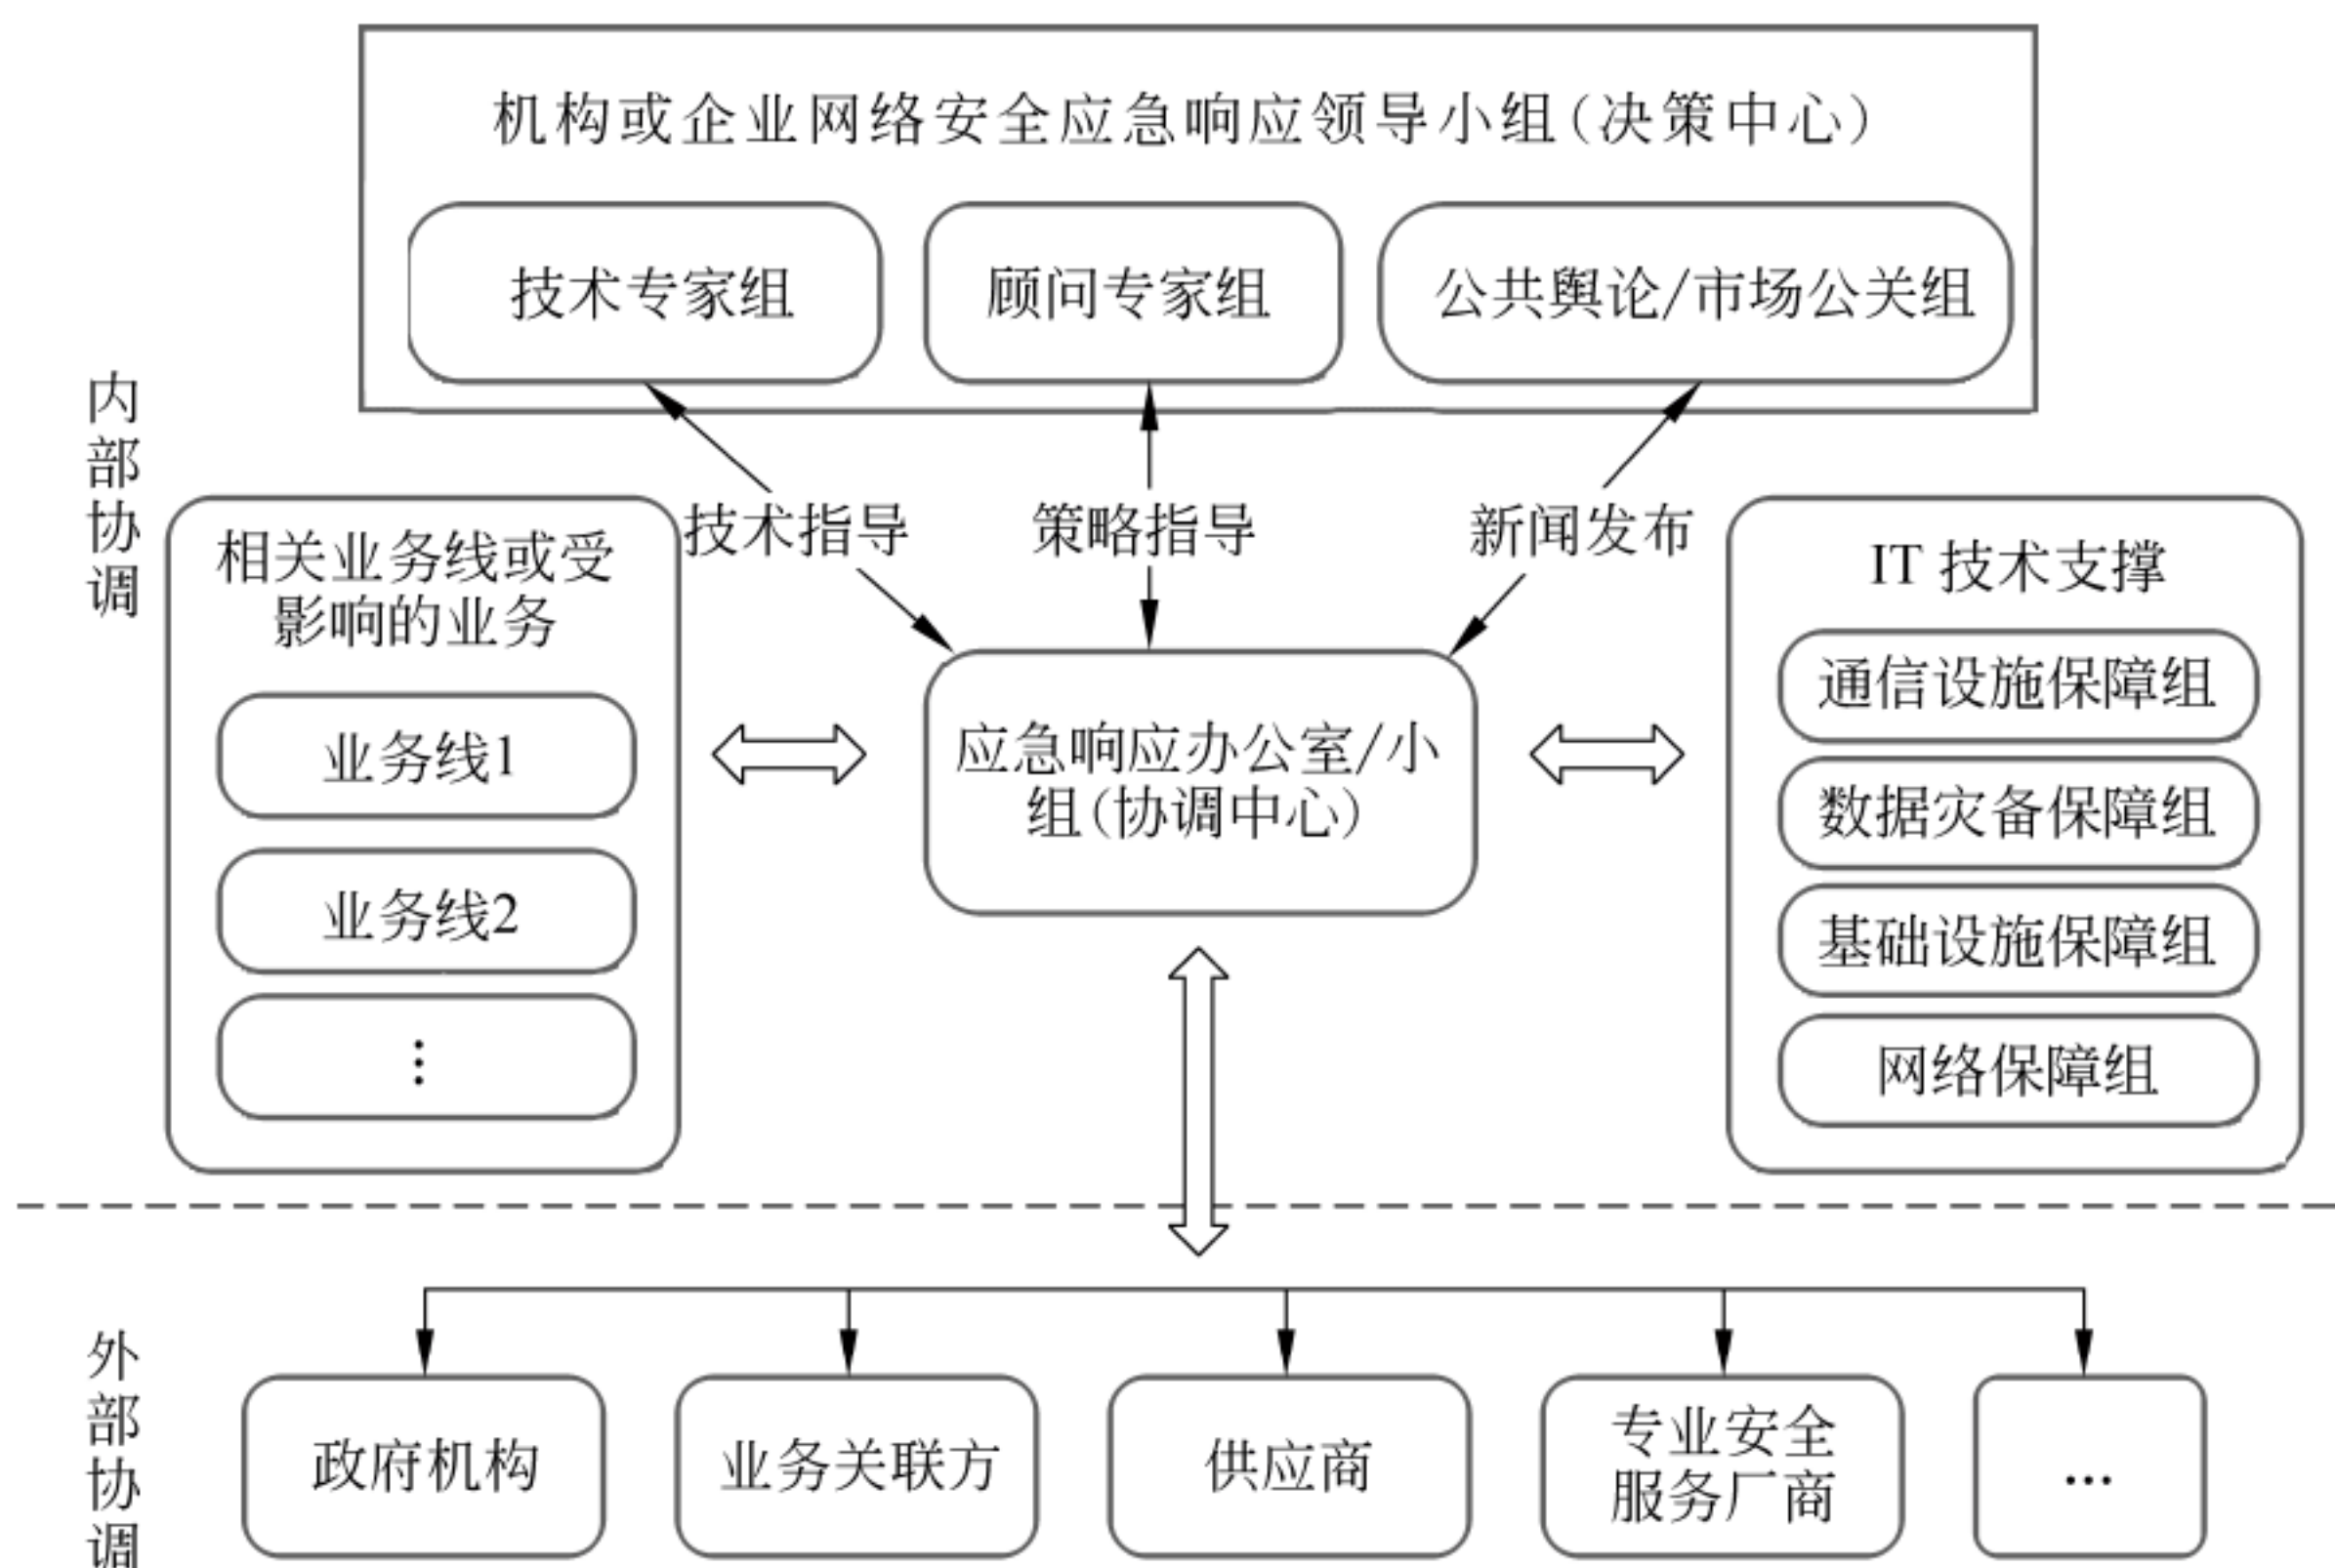 机构或企业网络安全应急响应领导小组(决策中心)
技术专家组
顾问专家组
公共舆论/市场公关组
内部协调
技术指导
策略指导
新闻发布
相关业务线或受
影响的业务
业务线1
业务线2
⋮
应急响应办公室/小
组(协调中心)
IT 技术支撑
通信设施保障组
数据灾备保障组
基础设施保障组
网络保障组
外部协调
政府机构
业务关联方
供应商
专业安全
服务厂商
…